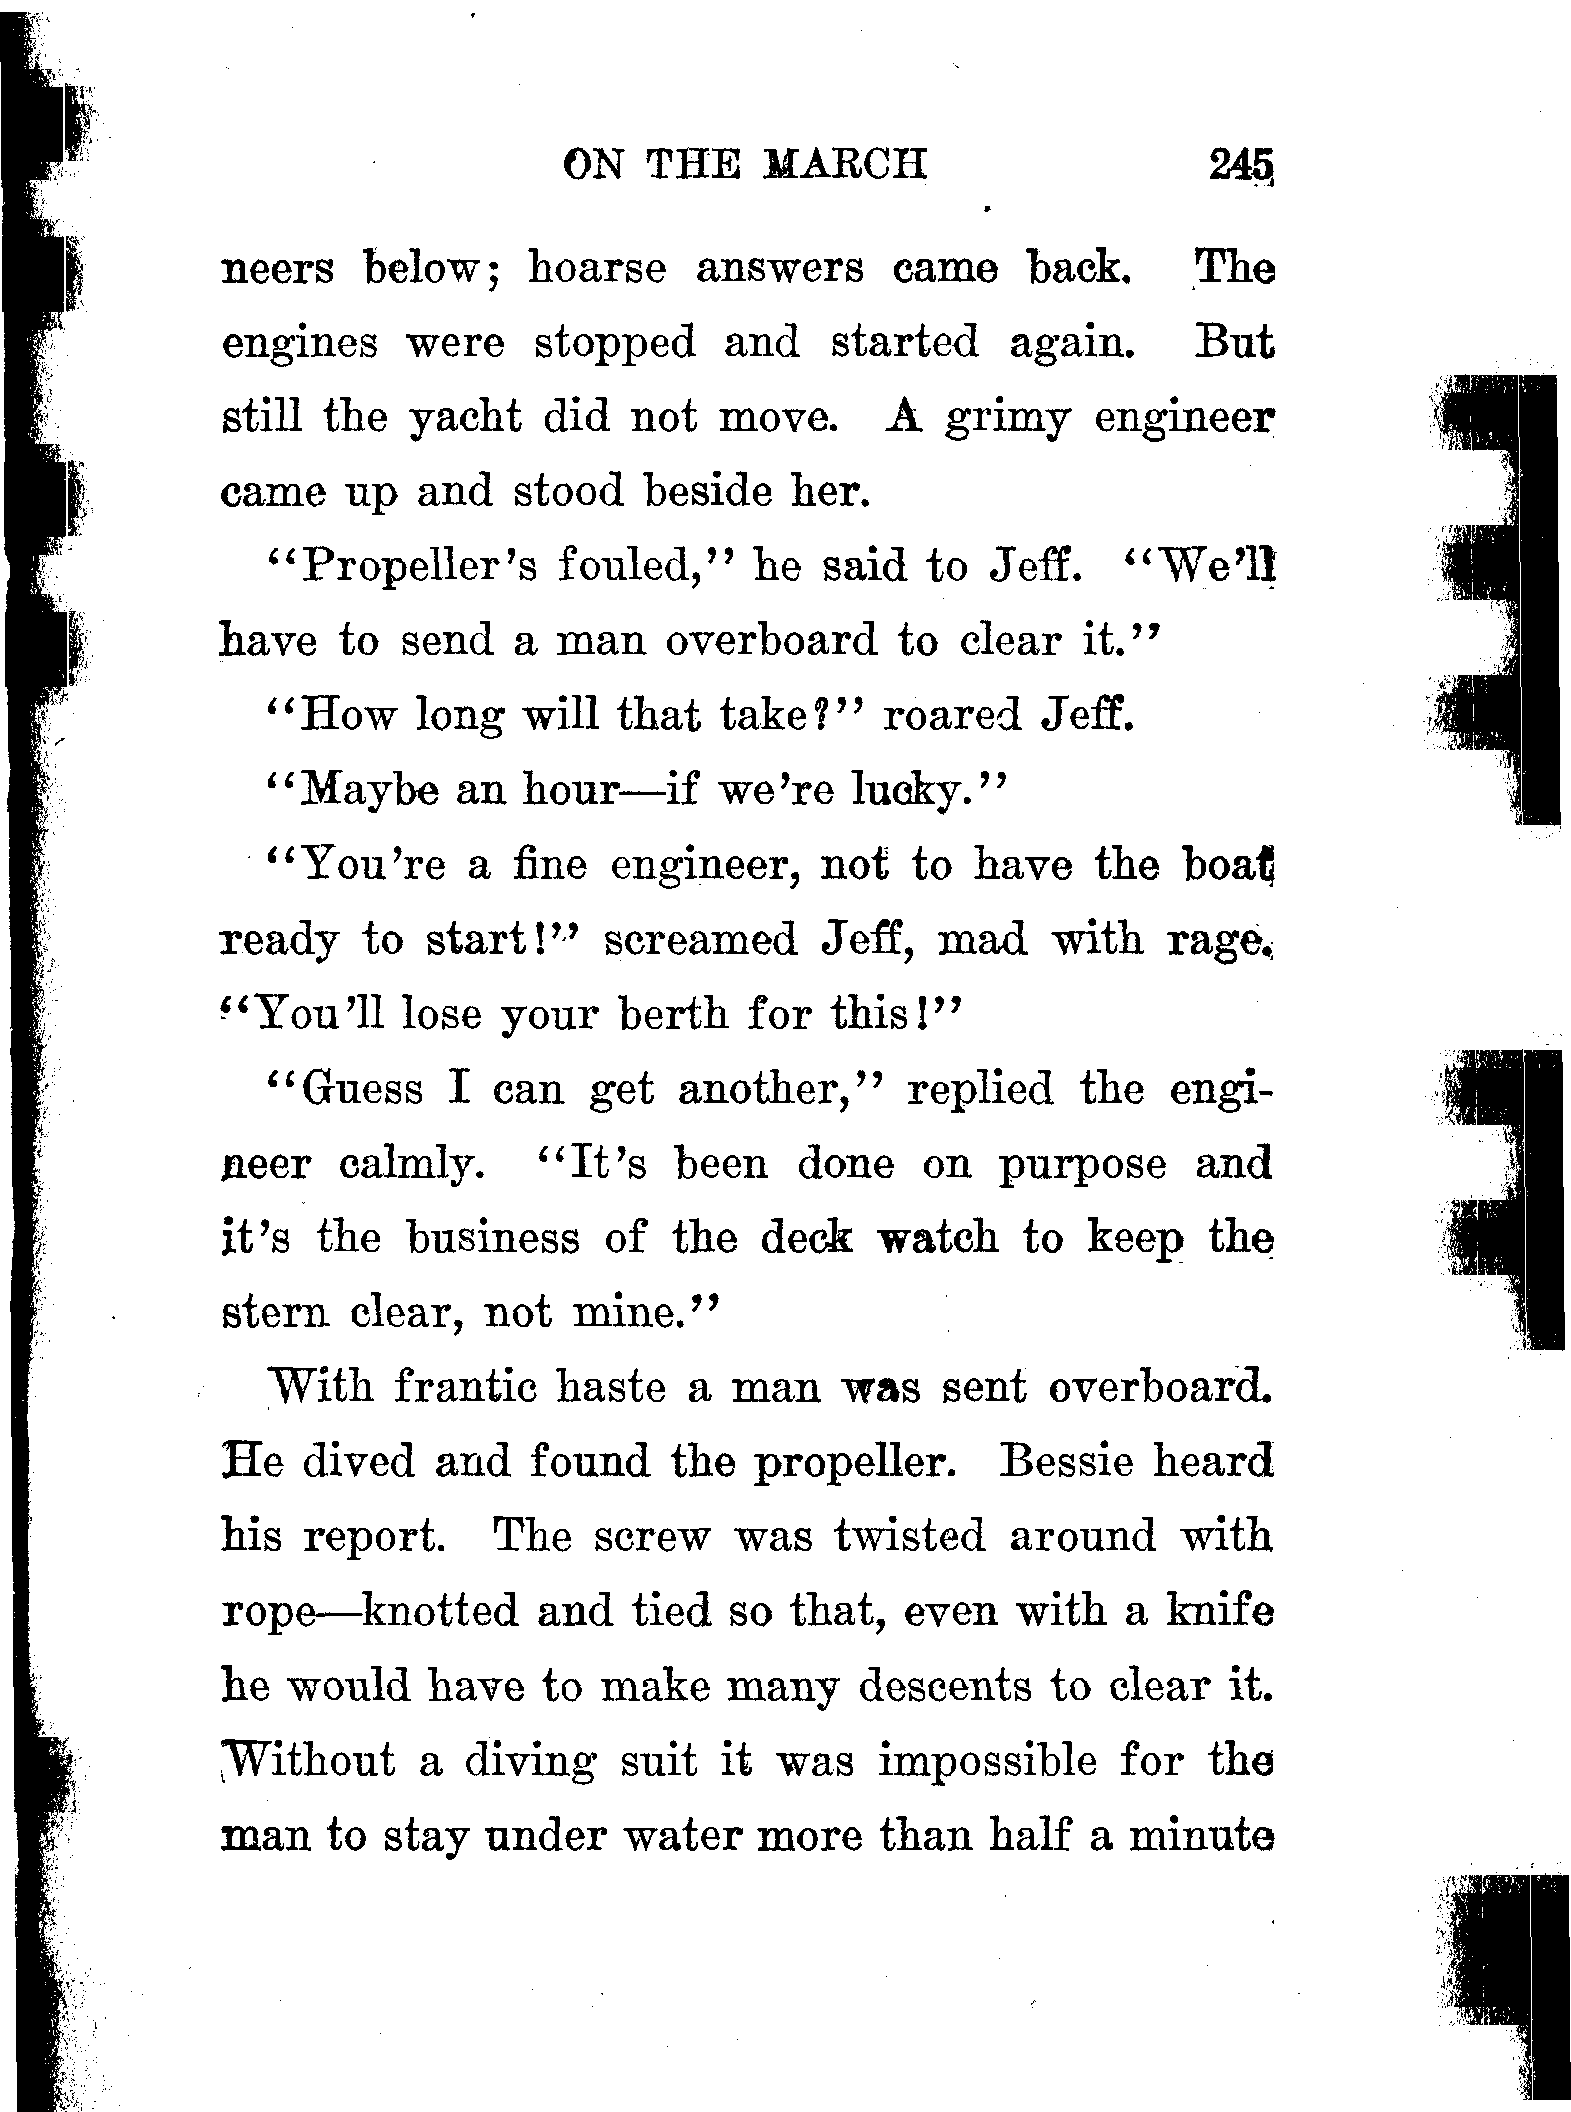 ON THE MARCH 245
neers below; hoarse answers came back. The
engines were stopped and started again. But
still the yacht did not move. A grimy engineer
came up and stood beside her.
“Propeller’s fouled,” he said to Jeff. “We’ll
have to send a man overboard to clear it.”
“How long will that take?” roared Jeff.
“Maybe an hour—if we’re lucky.”
“You’re a fine engineer, not to have the boat
ready to start!” screamed Jeff, mad with rage.
“You’ll lose your berth for this!”
“Guess I can get another,” replied the engi-
neer calmly. “It’s been done on purpose and
it’s the business of the deck watch to keep the
stern clear, not mine.”
With frantic haste a man was sent overboard.
He dived and found the propeller. Bessie heard
his report. The screw was twisted around with
rope—knotted and tied so that, even with a knife
he would have to make many descents to clear it.
Without a diving suit it was impossible for the
man to stay under water more than half a minute